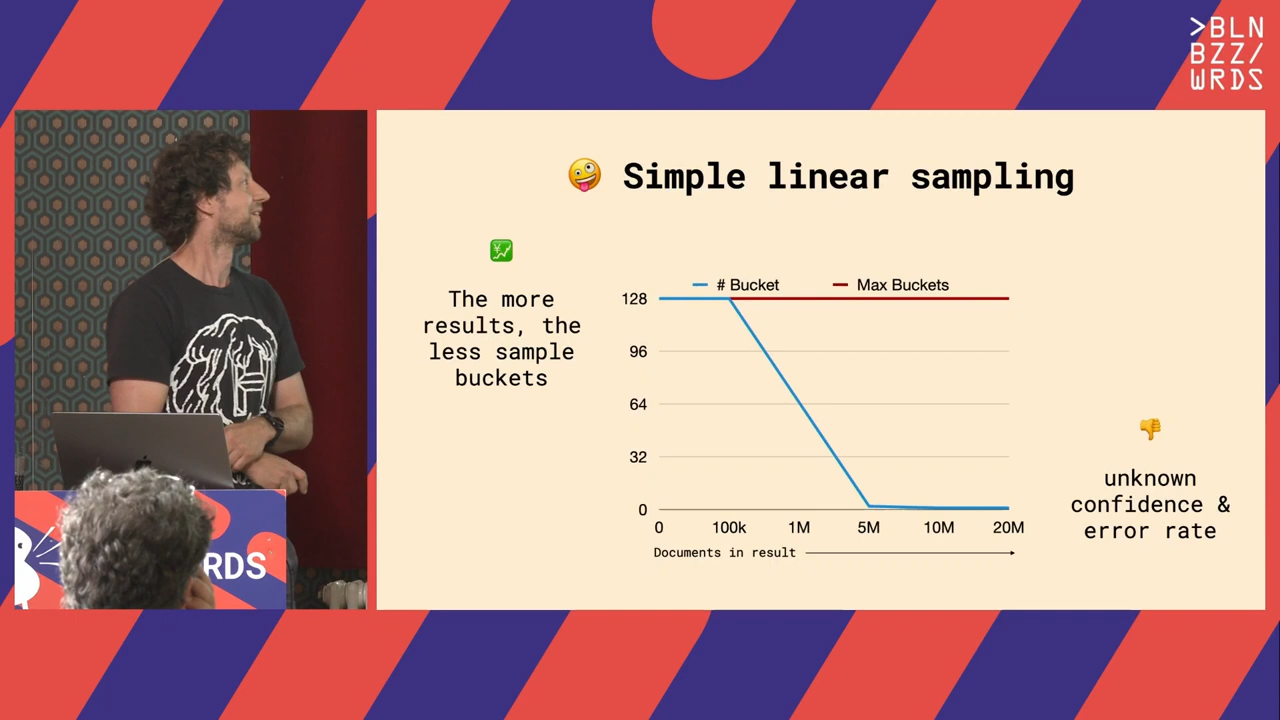 >BLN
BZZ/
WRDS
Simple linear sampling
The more
results, the
less sample
buckets
# Bucket
Max Buckets
128
96
64
32
0
0
100k
1M
5M
10M
20M
Documents in result
unknown
confidence &
error rate
RDS